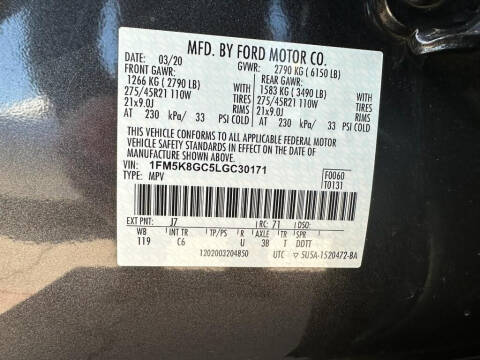 MFD. BY FORD MOTOR CO.
DATE: 03/20 GVWR: 2790 KG ( 6150 LB)
FRONT GAWR: REAR GAWR:
1266 KG ( 2790 LB) WITH 1583 KG ( 3490 LB) WITH
275/45R21 110W TIRES 275/45R21 110W TIRES
21x9.0J RIMS 21x9.0J RIMS
AT 230 kPa/ 33 PSI COLD AT 230 kPa/ 33 PSI COLD
THIS VEHICLE CONFORMS TO ALL APPLICABLE FEDERAL MOTOR
VEHICLE SAFETY STANDARDS IN EFFECT ON THE DATE OF
MANUFACTURE SHOWN ABOVE.
VIN: 1FM5K8GC5LGC30171 F0060
TYPE: MPV T0131
EXT PNT: J7 RC: 71 DSO:
WB INT TR TP/PS R AXLE TR SPR
119 C6 U 38 T DDTT
1202003204850 UTC ▽ 5U5A-1520472-BA